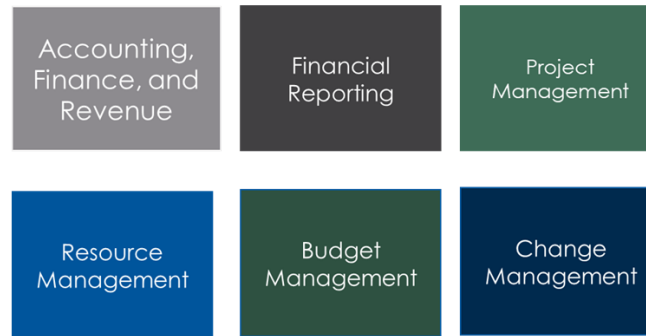 Accounting,
Finance, and
Revenue
Financial
Reporting
Project
Management
Resource
Management
Budget
Management
Change
Management